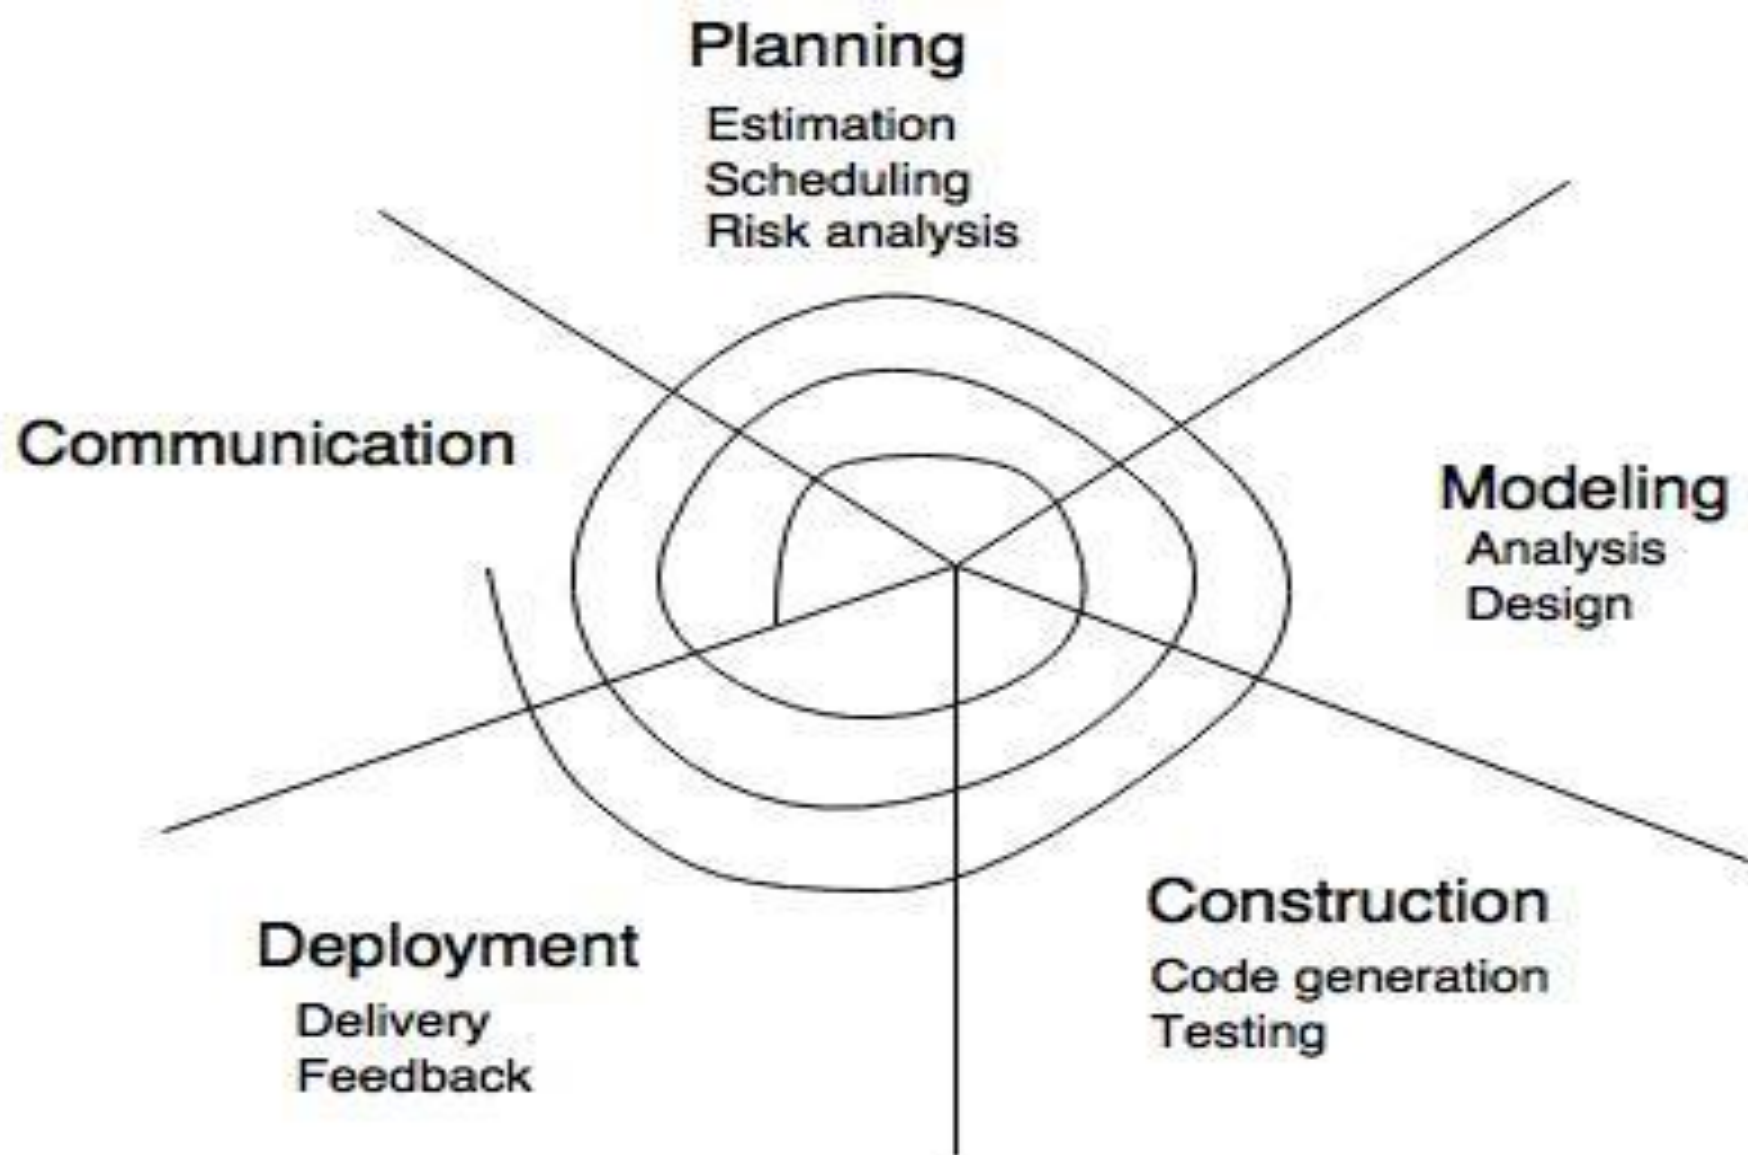 Planning
Estimation
Scheduling
Risk analysis
Communication
Modeling
Analysis
Design
Construction
Code generation
Testing
Deployment
Delivery
Feedback